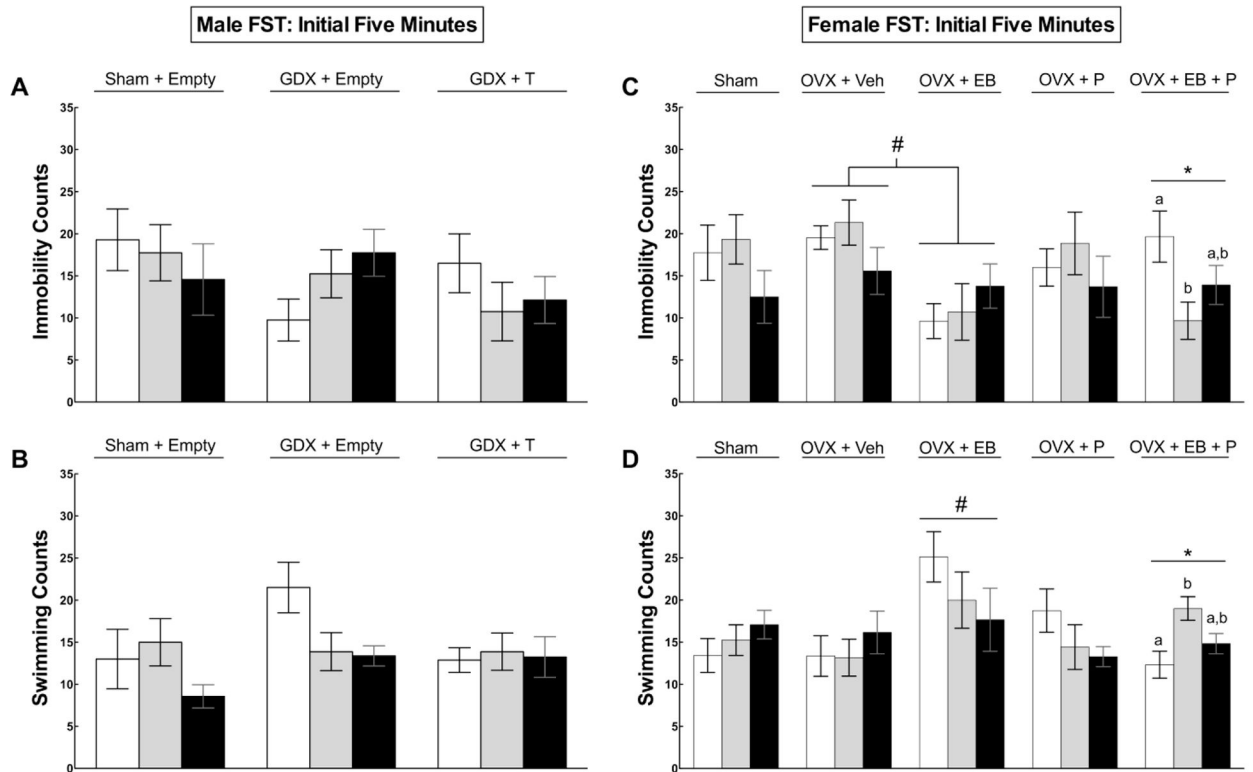 Male FST: Initial Five Minutes
Female FST: Initial Five Minutes
A
Sham + Empty
GDX + Empty
GDX + T
Immobility Counts
35
30
25
20
15
10
5
0
C
Sham
OVX + Veh
OVX + EB
OVX + P
OVX + EB + P
Immobility Counts
35
30
25
20
15
10
5
0
#
*
a
b
a,b
B
Sham + Empty
GDX + Empty
GDX + T
Swimming Counts
35
30
25
20
15
10
5
0
D
Sham
OVX + Veh
OVX + EB
OVX + P
OVX + EB + P
Swimming Counts
35
30
25
20
15
10
5
0
#
*
a
b
a,b